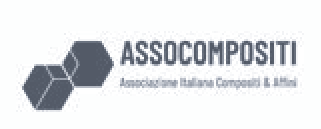 ASSOCOMPOSITI
Associazione Italiana Compositi & Affini